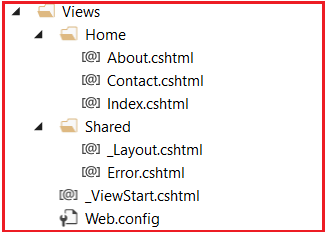 Views
Home
[@] About.cshtml
[@] Contact.cshtml
[@] Index.cshtml
Shared
[@] _Layout.cshtml
[@] Error.cshtml
[@] _ViewStart.cshtml
Web.config